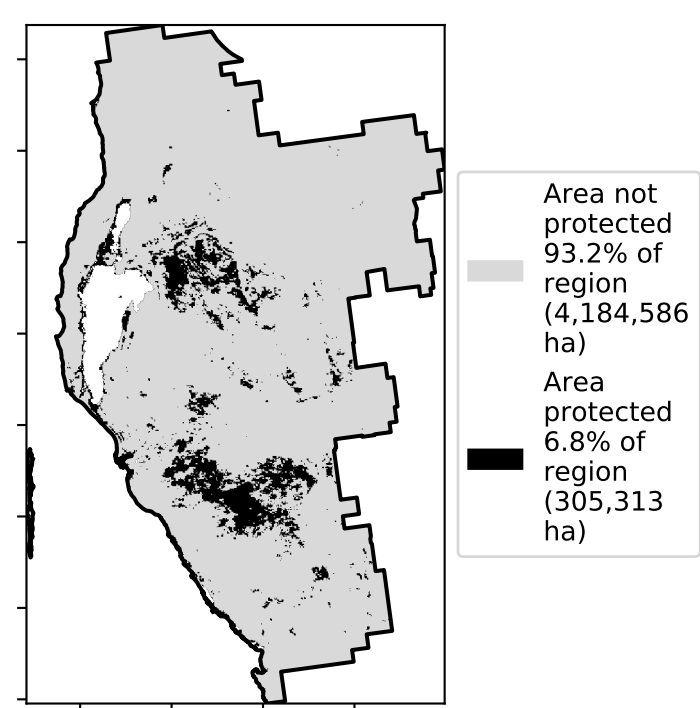 Area not
protected
93.2% of
region
(4,184,586
ha)
Area
protected
6.8% of
region
(305,313
ha)